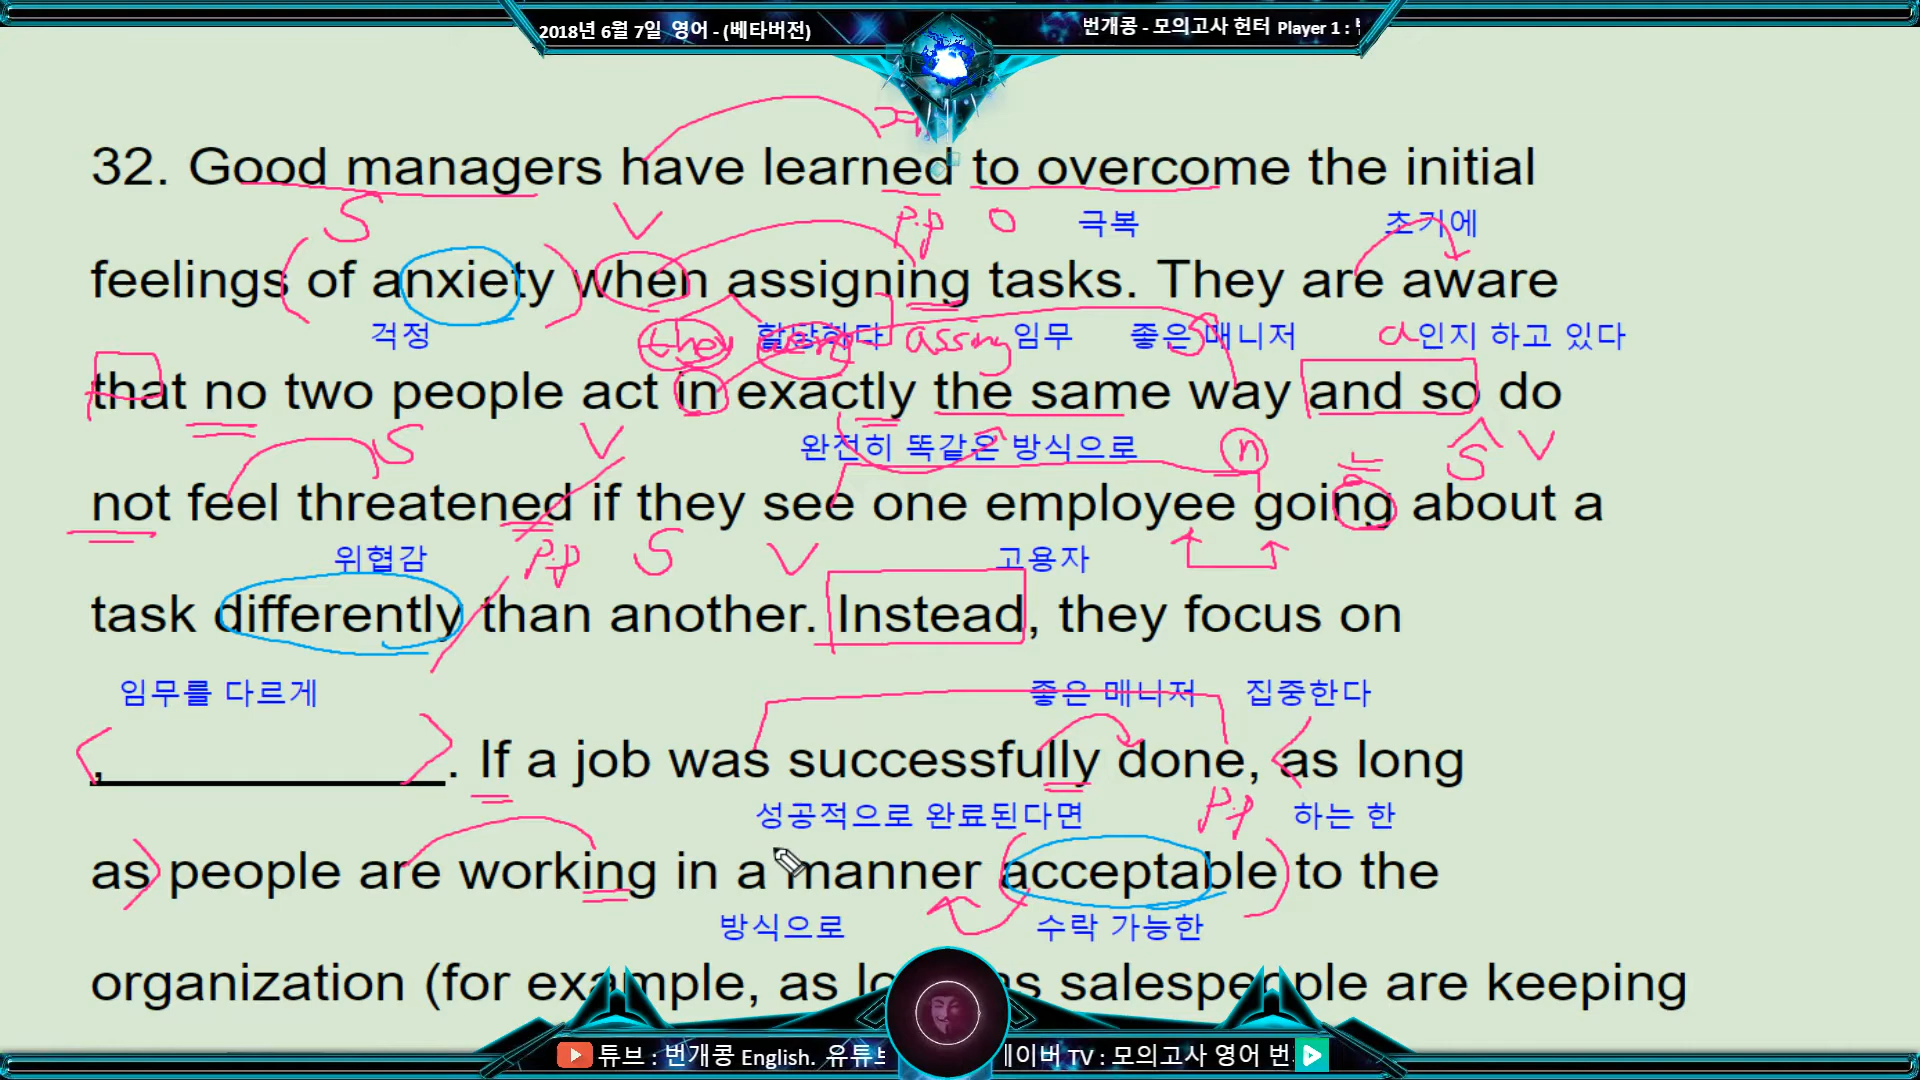 2018년 6월 7일 영어 - (베타버전)
번개콩 - 모의고사 헌터 Player 1 :
32. Good managers have learned to overcome the initial
S V p.p O 극복 초기에
feelings of anxiety when assigning tasks. They are aware
걱정 they 할당하다 assing 임무 좋은 매니저 a 인지 하고 있다
that no two people act in exactly the same way and so do
S V 완전히 똑같은 방식으로 n S V
not feel threatened if they see one employee going about a
위협감 p.p S V 고용자
task differently than another. Instead, they focus on
임무를 다르게 좋은 매니저 집중한다
, . If a job was successfully done, as long
성공적으로 완료된다면 p.p 하는 한
as people are working in a manner acceptable to the
방식으로 수락 가능한
organization (for example, as as salespeople are keeping
튜브 : 번개콩 English. 유튜브 이버 TV : 모의고사 영어 번